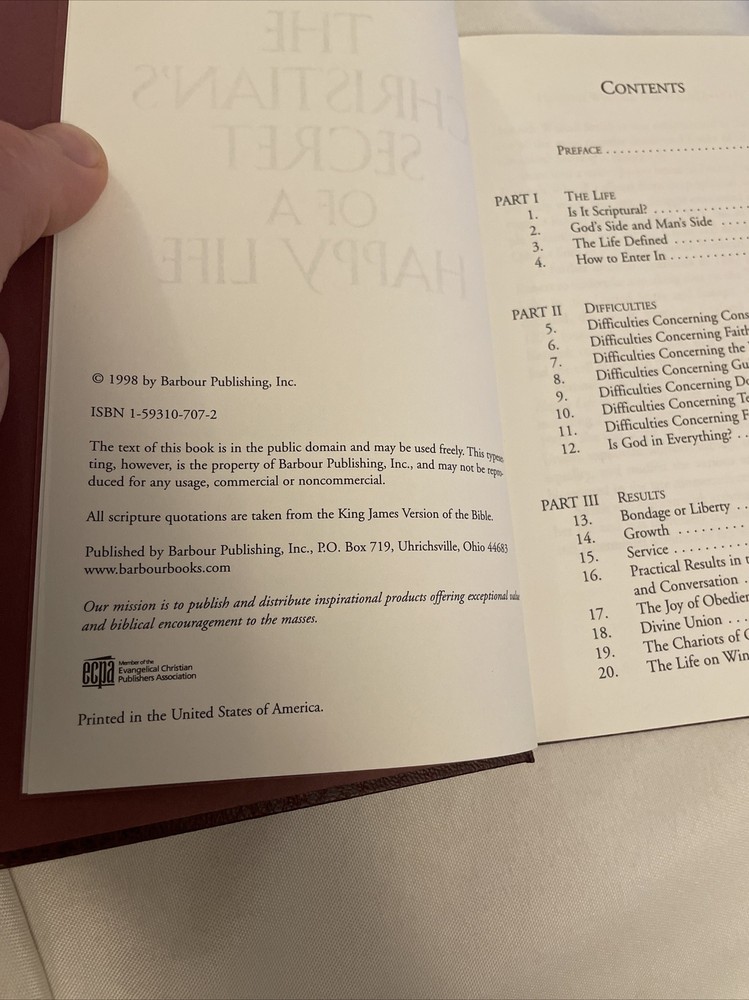 THE
CHRISTIAN'S
SECRET
OF A
HAPPY LIFE
© 1998 by Barbour Publishing, Inc.
ISBN 1-59310-707-2
The text of this book is in the public domain and may be used freely. This typeset-
ting, however, is the property of Barbour Publishing, Inc., and may not be repro-
duced for any usage, commercial or noncommercial.
All scripture quotations are taken from the King James Version of the Bible.
Published by Barbour Publishing, Inc., P.O. Box 719, Uhrichsville, Ohio 44683
www.barbourbooks.com
Our mission is to publish and distribute inspirational products offering exceptional value
and biblical encouragement to the masses.
ecpa
Member of the
Evangelical Christian
Publishers Association
Printed in the United States of America.
CONTENTS
PREFACE . . . . . . . . . . . . . . . . . . .
PART I THE LIFE
1. Is It Scriptural? . . . . . . . . . . . .
2. God's Side and Man's Side . . . .
3. The Life Defined . . . . . . . . . .
4. How to Enter In . . . . . . . . . .
PART II DIFFICULTIES
5. Difficulties Concerning
6. Difficulties Concerning Faith
7. Difficulties Concerning the
8. Difficulties Concerning
9. Difficulties Concerning
10. Difficulties Concerning
11. Difficulties Concerning
12. Is God in Everything? . .
PART III RESULTS
13. Bondage or Liberty . .
14. Growth . . . . . . . .
15. Service . . . . . . . .
16. Practical Results in
and Conversation .
17. The Joy of
18. Divine Union . . .
19. The Chariots of
20. The Life on